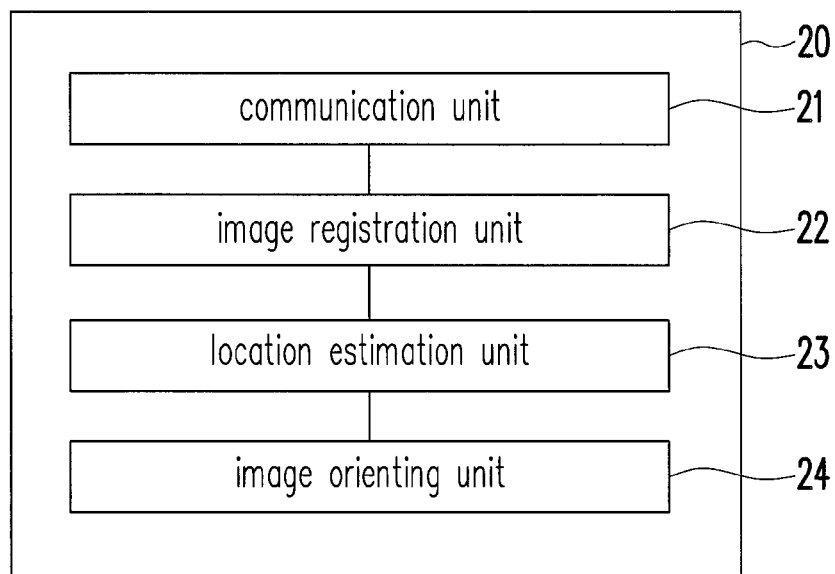 20
communication unit 21
image registration unit 22
location estimation unit 23
image orienting unit 24